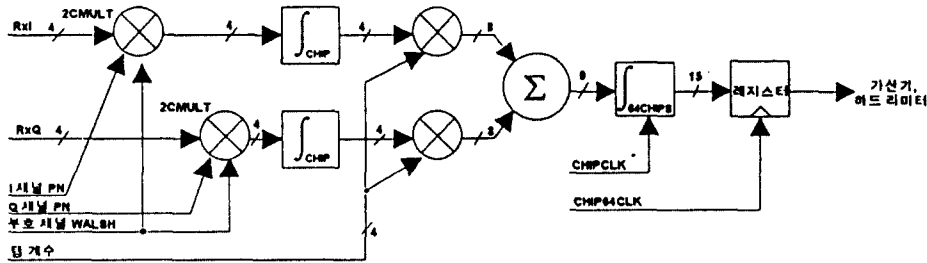 RxI
4
2CMULT
4
∫CHIP
4
8
RxQ
4
2CMULT
4
∫CHIP
4
8
Σ
9
∫64CHIPS
15
레지스터
가산기,
하드 리미터
CHIPCLK
CHIP64CLK
I 채널 PN
Q 채널 PN
부호 채널 WALSH
탭 계수
4